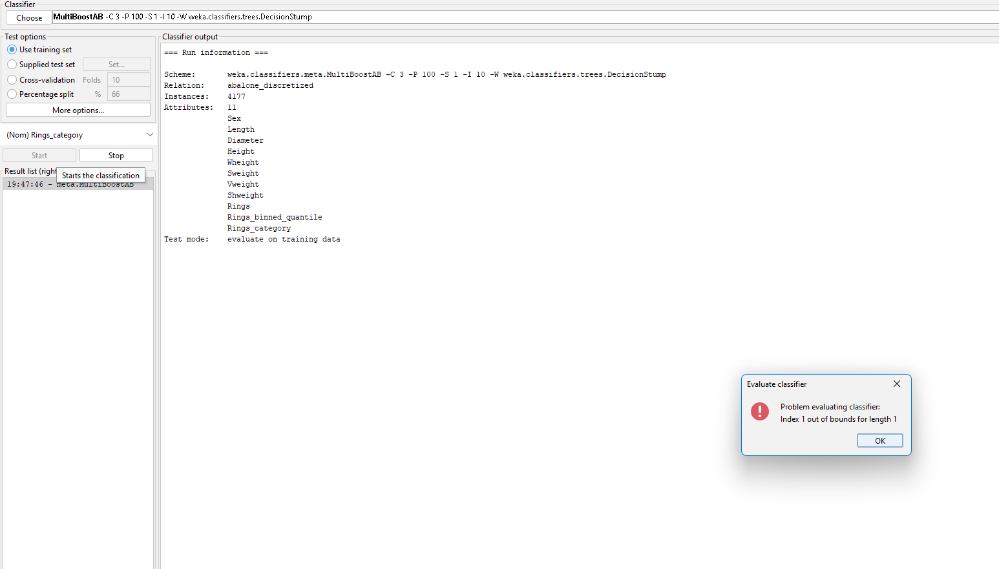 Classifier
Choose MultiBoostAB -C 3 -P 100 -S 1 -I 10 -W weka.classifiers.trees.DecisionStump
Test options
Use training set
Supplied test set Set...
Cross-validation Folds 10
Percentage split % 66
More options...
(Nom) Rings_category
Start Stop
Result list (right
Starts the classification
19:47:46 - meta.MultiBoostAB
Classifier output
=== Run information ===
Scheme: weka.classifiers.meta.MultiBoostAB -C 3 -P 100 -S 1 -I 10 -W weka.classifiers.trees.DecisionStump
Relation: abalone_discretized
Instances: 4177
Attributes: 11
Sex
Length
Diameter
Height
Wheight
Sweight
Vweight
Shweight
Rings
Rings_binned_quantile
Rings_category
Test mode: evaluate on training data
Evaluate classifier
Problem evaluating classifier:
Index 1 out of bounds for length 1
OK